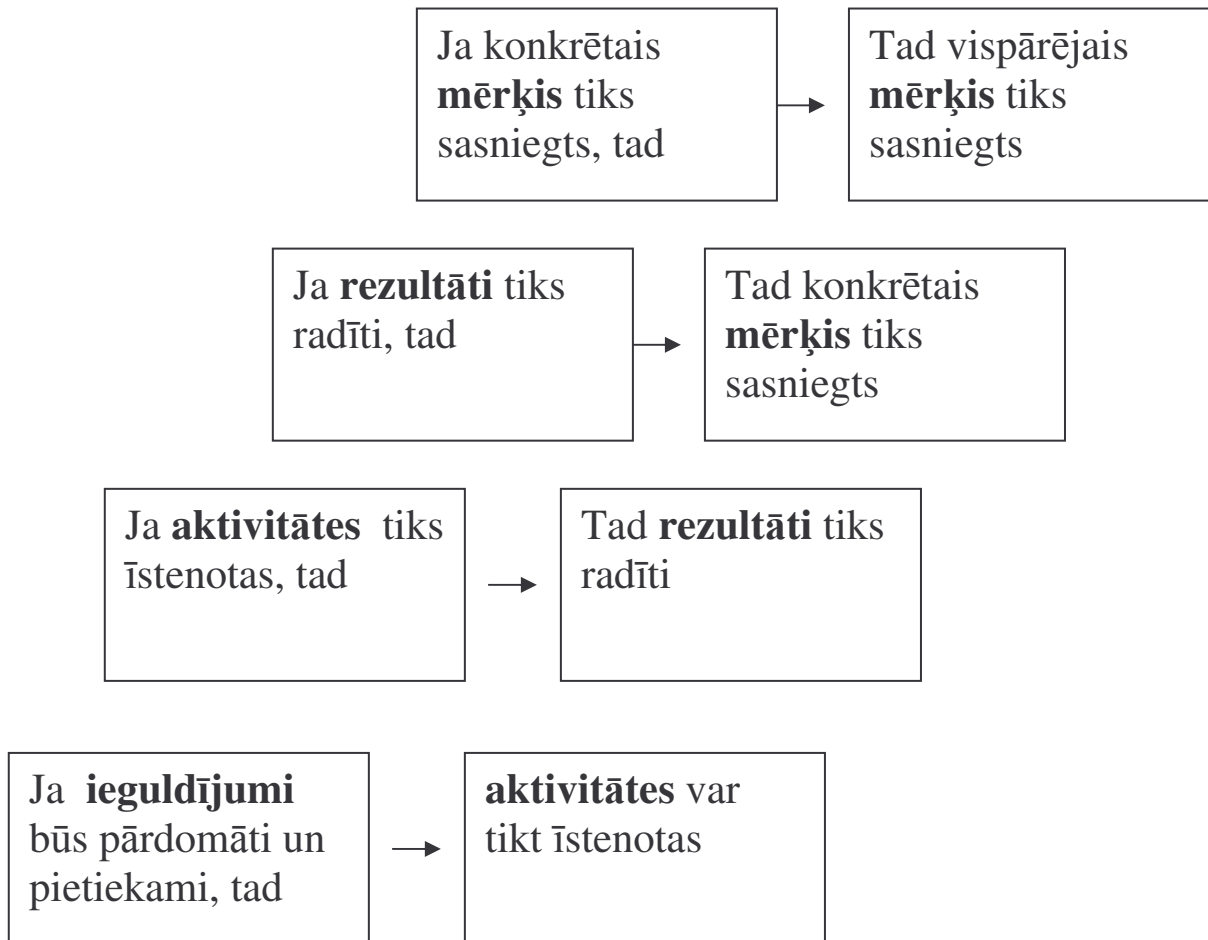 Ja konkrētais
mērķis tiks
sasniegts, tad
Tad vispārējais
mērķis tiks
sasniegts
Ja rezultāti tiks
radīti, tad
Tad konkrētais
mērķis tiks
sasniegts
Ja aktivitātes tiks
īstenotas, tad
Tad rezultāti tiks
radīti
Ja ieguldījumi
būs pārdomāti un
pietiekami, tad
aktivitātes var
tikt īstenotas